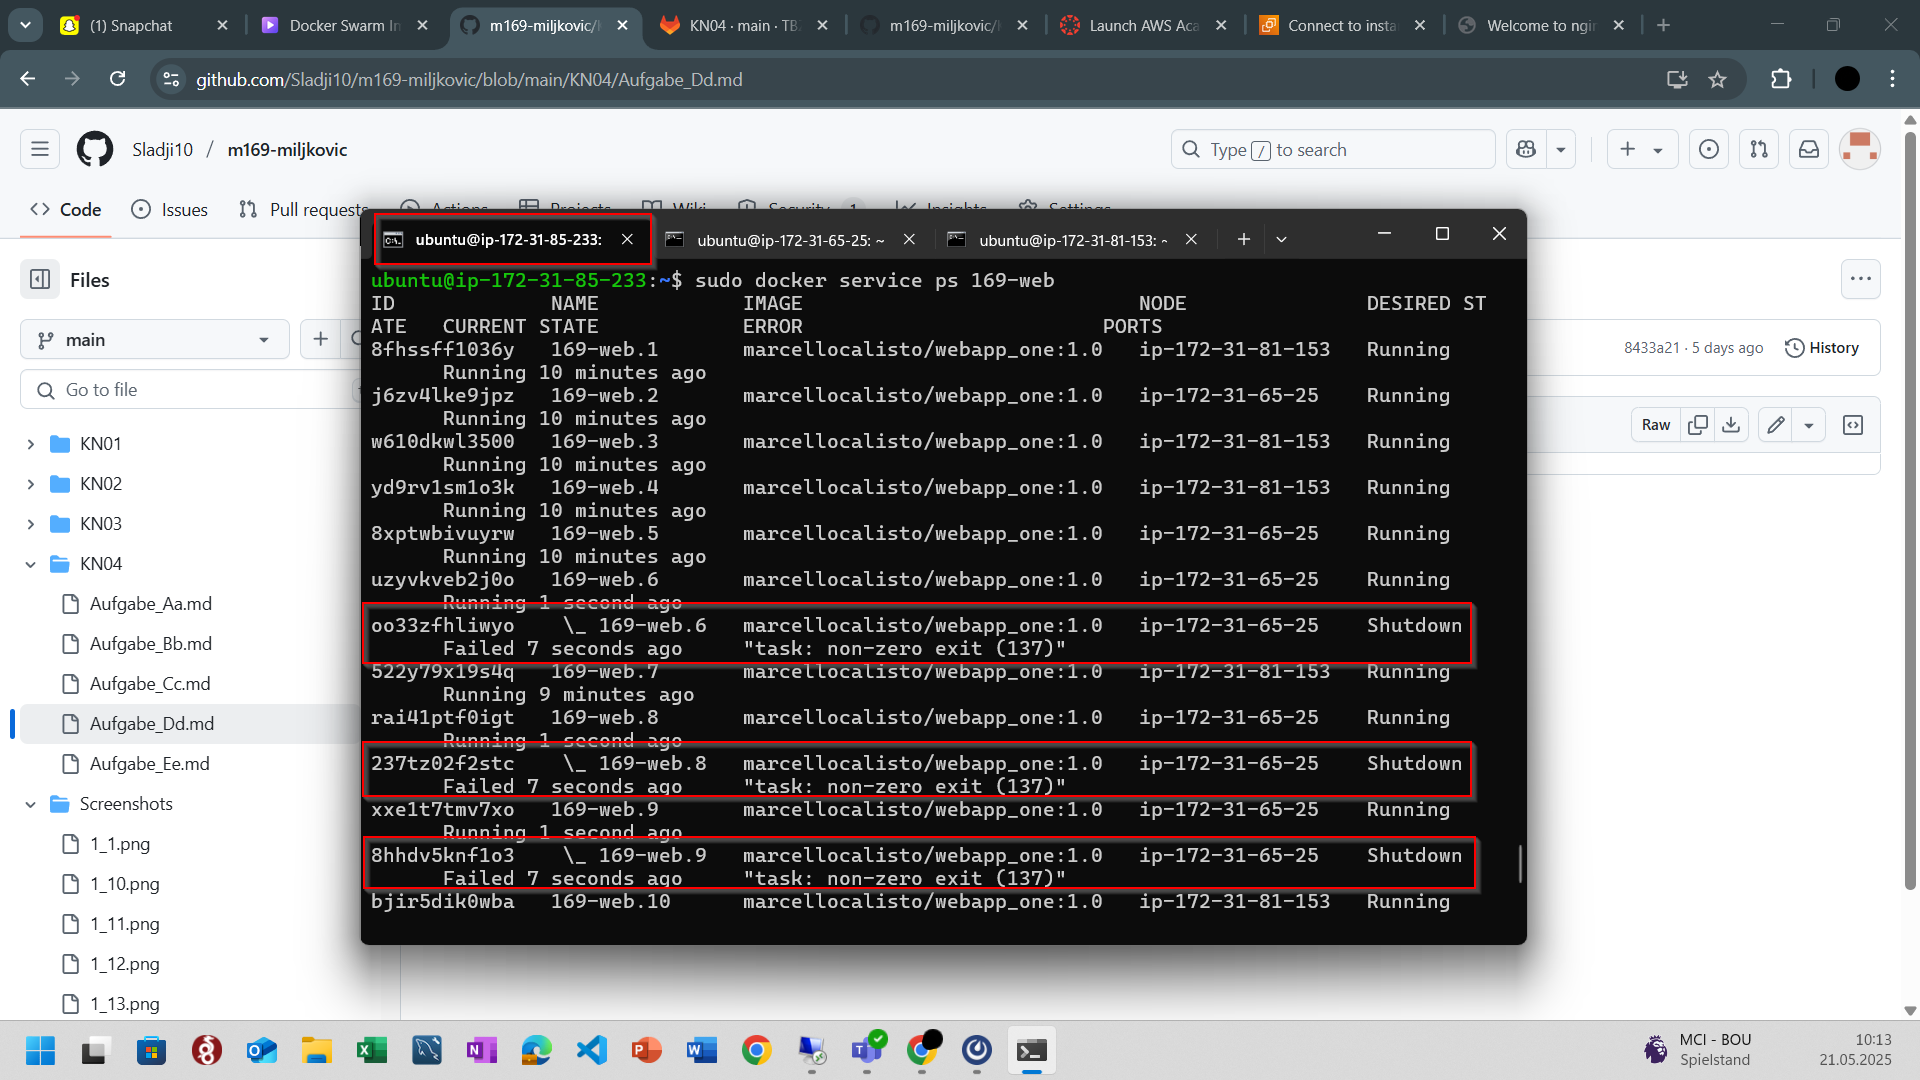 (1) Snapchat
Docker Swarm In
m169-miljkovic/
KN04 · main · TB
m169-miljkovic/
Launch AWS Aca
Connect to insta
Welcome to ngi
github.com/Sladji10/m169-miljkovic/blob/main/KN04/Aufgabe_Dd.md
Sladji10 / m169-miljkovic
Type / to search
Code
Issues
Pull requests
Actions
Projects
Wiki
Security 1
Insights
Settings
Files
main
Go to file
KN01
KN02
KN03
KN04
Aufgabe_Aa.md
Aufgabe_Bb.md
Aufgabe_Cc.md
Aufgabe_Dd.md
Aufgabe_Ee.md
Screenshots
1_1.png
1_10.png
1_11.png
1_12.png
1_13.png
8433a21 · 5 days ago
History
Raw
ubuntu@ip-172-31-85-233:
ubuntu@ip-172-31-65-25: ~
ubuntu@ip-172-31-81-153: ~
ubuntu@ip-172-31-85-233:~$ sudo docker service ps 169-web
ID NAME IMAGE NODE DESIRED ST
ATE CURRENT STATE ERROR PORTS
8fhssff1036y 169-web.1 marcellocalisto/webapp_one:1.0 ip-172-31-81-153 Running
Running 10 minutes ago
j6zv4lke9jpz 169-web.2 marcellocalisto/webapp_one:1.0 ip-172-31-65-25 Running
Running 10 minutes ago
w610dkwl3500 169-web.3 marcellocalisto/webapp_one:1.0 ip-172-31-81-153 Running
Running 10 minutes ago
yd9rv1sm1o3k 169-web.4 marcellocalisto/webapp_one:1.0 ip-172-31-81-153 Running
Running 10 minutes ago
8xptwbivuyrw 169-web.5 marcellocalisto/webapp_one:1.0 ip-172-31-65-25 Running
Running 10 minutes ago
uzyvkveb2j0o 169-web.6 marcellocalisto/webapp_one:1.0 ip-172-31-65-25 Running
Running 1 second ago
oo33zfhliwyo \_ 169-web.6 marcellocalisto/webapp_one:1.0 ip-172-31-65-25 Shutdown
Failed 7 seconds ago "task: non-zero exit (137)"
522y79x19s4q 169-web.7 marcellocalisto/webapp_one:1.0 ip-172-31-81-153 Running
Running 9 minutes ago
rai41ptf0igt 169-web.8 marcellocalisto/webapp_one:1.0 ip-172-31-65-25 Running
Running 1 second ago
237tz02f2stc \_ 169-web.8 marcellocalisto/webapp_one:1.0 ip-172-31-65-25 Shutdown
Failed 7 seconds ago "task: non-zero exit (137)"
xxe1t7tmv7xo 169-web.9 marcellocalisto/webapp_one:1.0 ip-172-31-65-25 Running
Running 1 second ago
8hhdv5knf1o3 \_ 169-web.9 marcellocalisto/webapp_one:1.0 ip-172-31-65-25 Shutdown
Failed 7 seconds ago "task: non-zero exit (137)"
bjir5dik0wba 169-web.10 marcellocalisto/webapp_one:1.0 ip-172-31-81-153 Running
MCI - BOU
Spielstand
10:13
21.05.2025